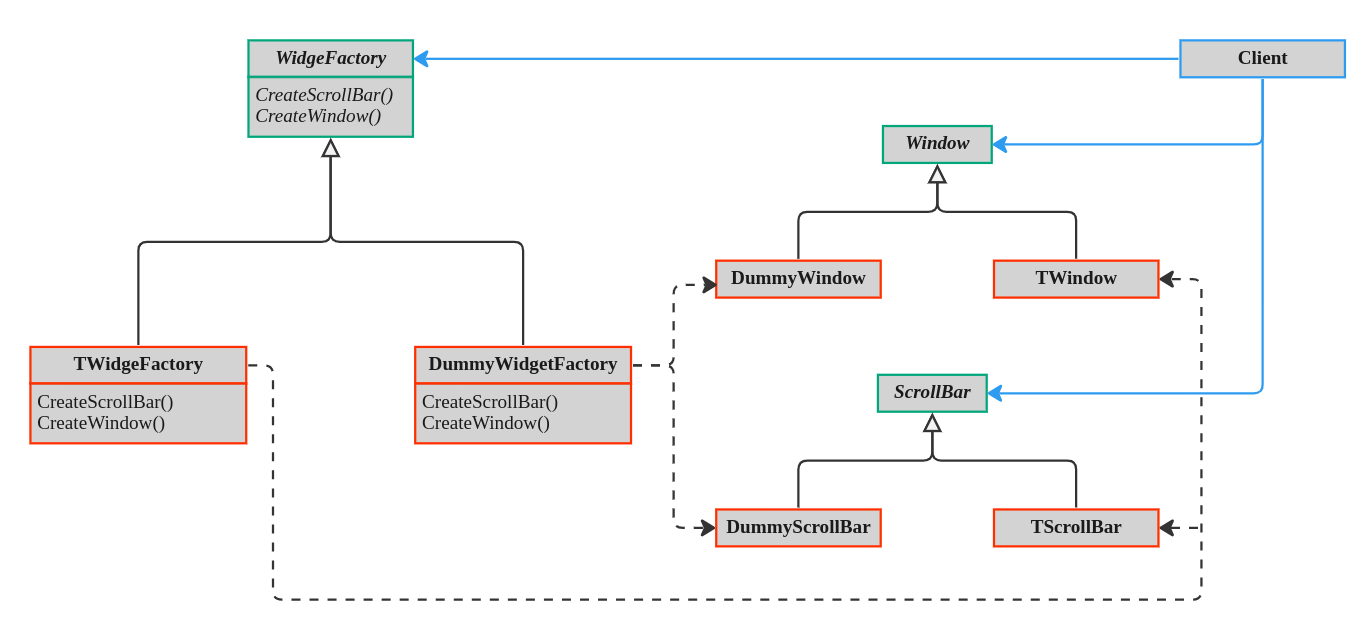 WidgeFactory
CreateScrollBar()
CreateWindow()
Client
Window
DummyWindow
TWindow
TWidgeFactory
CreateScrollBar()
CreateWindow()
DummyWidgetFactory
CreateScrollBar()
CreateWindow()
ScrollBar
DummyScrollBar
TScrollBar